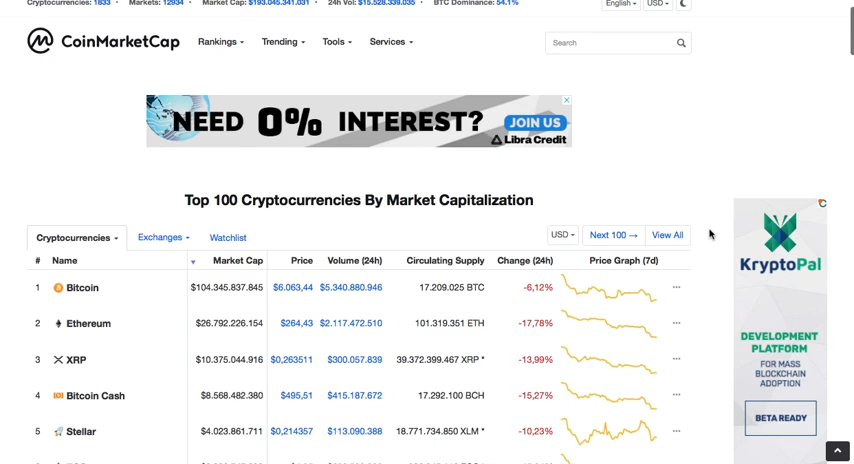 Cryptocurrencies: 1833 • Markets: 12934 • Market Cap: $193.045.341.031 • 24h Vol: $15.528.339.035 • BTC Dominance: 54,1%
English USD
CoinMarketCap Rankings Trending Tools Services Search
NEED 0% INTEREST? JOIN US
Libra Credit
Top 100 Cryptocurrencies By Market Capitalization
Cryptocurrencies Exchanges Watchlist USD Next 100 → View All
# Name Market Cap Price Volume (24h) Circulating Supply Change (24h) Price Graph (7d)
1 Bitcoin $104.345.837.845 $6.063,44 $5.340.880.946 17.209.025 BTC -6,12%
2 Ethereum $26.792.226.154 $264,43 $2.117.472.510 101.319.351 ETH -17,78%
3 XRP $10.375.044.916 $0,263511 $300.057.839 39.372.399.467 XRP * -13,99%
4 Bitcoin Cash $8.568.482.380 $495,51 $415.187.672 17.292.100 BCH -15,27%
5 Stellar $4.023.861.711 $0,214357 $113.090.388 18.771.734.850 XLM * -10,23%
KryptoPal
DEVELOPMENT
PLATFORM
FOR MASS
BLOCKCHAIN
ADOPTION
BETA READY